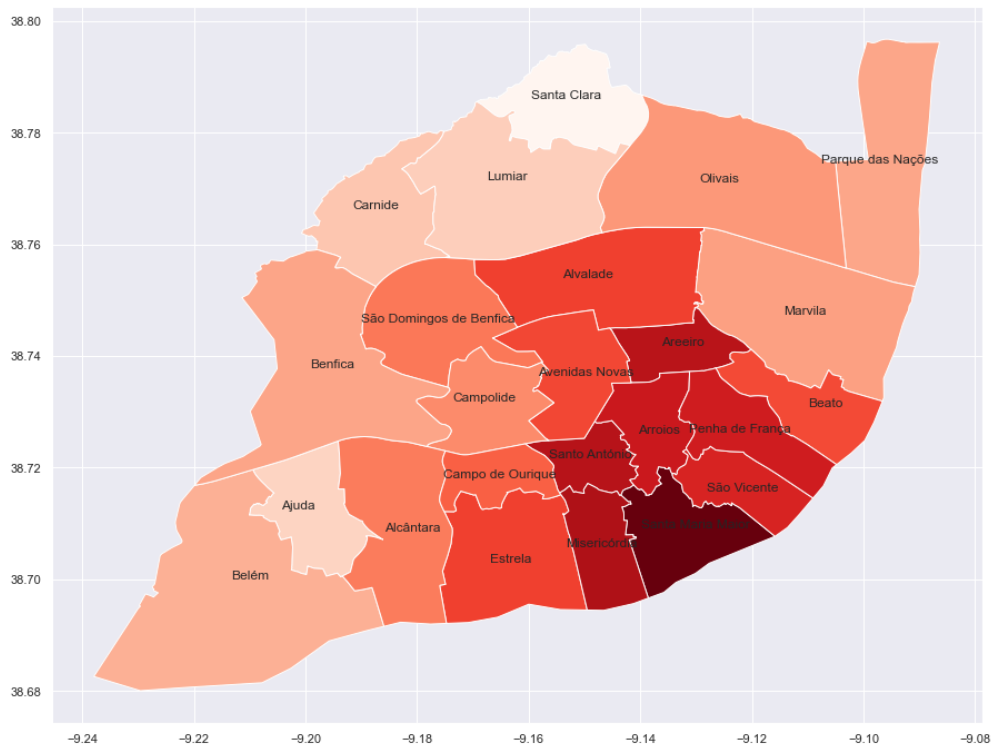 38.80
Santa Clara
38.78
Parque das Nações
Lumiar
Olivais
Carnide
38.76
Alvalade
Marvila
São Domingos de Benfica
Areeiro
38.74
Benfica
Avenidas Novas
Campolide
Beato
Arroios
Penha de França
Santo António
38.72
Campo de Ourique
São Vicente
Ajuda
Alcântara
Misericórdia
Estrela
38.70
Belém
38.68
−9.24
−9.22
−9.20
−9.18
−9.16
−9.14
−9.12
−9.10
−9.08